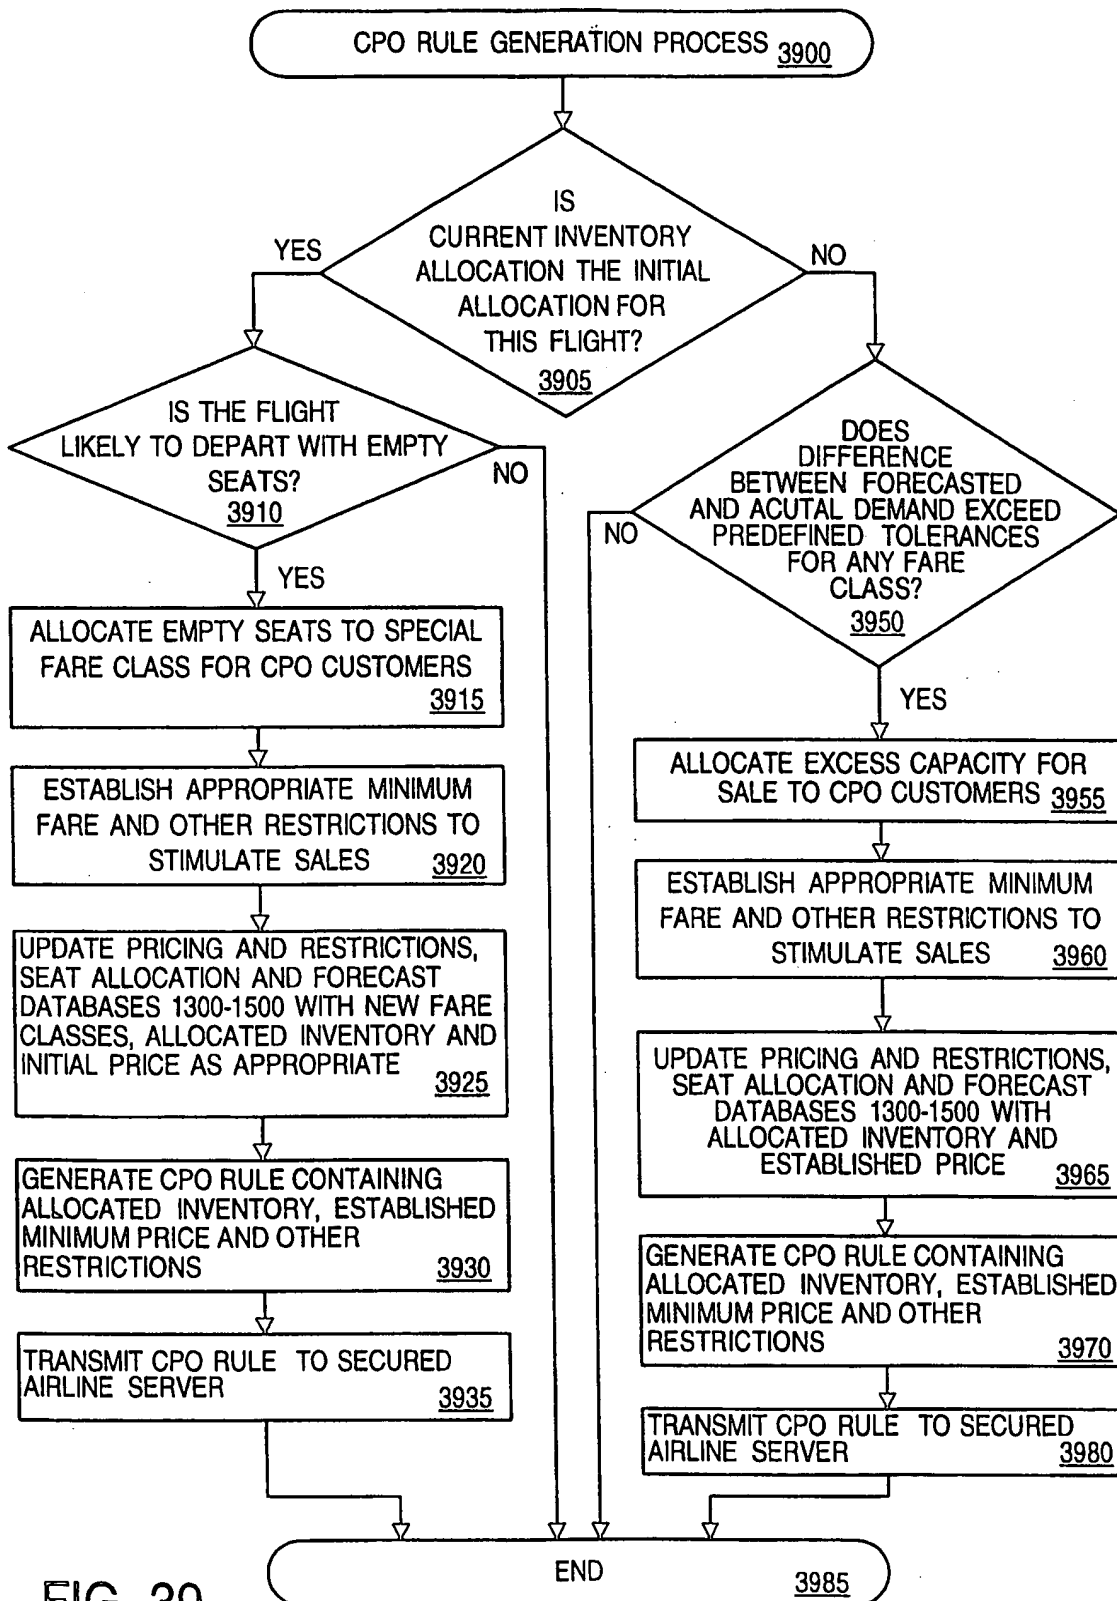 CPO RULE GENERATION PROCESS 3900
IS
CURRENT INVENTORY
ALLOCATION THE INITIAL
ALLOCATION FOR
THIS FLIGHT?
3905
YES
NO
IS THE FLIGHT
LIKELY TO DEPART WITH EMPTY
SEATS?
3910
NO
YES
ALLOCATE EMPTY SEATS TO SPECIAL
FARE CLASS FOR CPO CUSTOMERS
3915
ESTABLISH APPROPRIATE MINIMUM
FARE AND OTHER RESTRICTIONS TO
STIMULATE SALES 3920
UPDATE PRICING AND RESTRICTIONS,
SEAT ALLOCATION AND FORECAST
DATABASES 1300-1500 WITH NEW FARE
CLASSES, ALLOCATED INVENTORY AND
INITIAL PRICE AS APPROPRIATE 3925
GENERATE CPO RULE CONTAINING
ALLOCATED INVENTORY, ESTABLISHED
MINIMUM PRICE AND OTHER
RESTRICTIONS 3930
TRANSMIT CPO RULE TO SECURED
AIRLINE SERVER 3935
DOES
DIFFERENCE
BETWEEN FORECASTED
AND ACUTAL DEMAND EXCEED
PREDEFINED TOLERANCES
FOR ANY FARE
CLASS?
3950
NO
YES
ALLOCATE EXCESS CAPACITY FOR
SALE TO CPO CUSTOMERS 3955
ESTABLISH APPROPRIATE MINIMUM
FARE AND OTHER RESTRICTIONS TO
STIMULATE SALES 3960
UPDATE PRICING AND RESTRICTIONS,
SEAT ALLOCATION AND FORECAST
DATABASES 1300-1500 WITH
ALLOCATED INVENTORY AND
ESTABLISHED PRICE 3965
GENERATE CPO RULE CONTAINING
ALLOCATED INVENTORY, ESTABLISHED
MINIMUM PRICE AND OTHER
RESTRICTIONS 3970
TRANSMIT CPO RULE TO SECURED
AIRLINE SERVER 3980
END 3985
FIG. 39